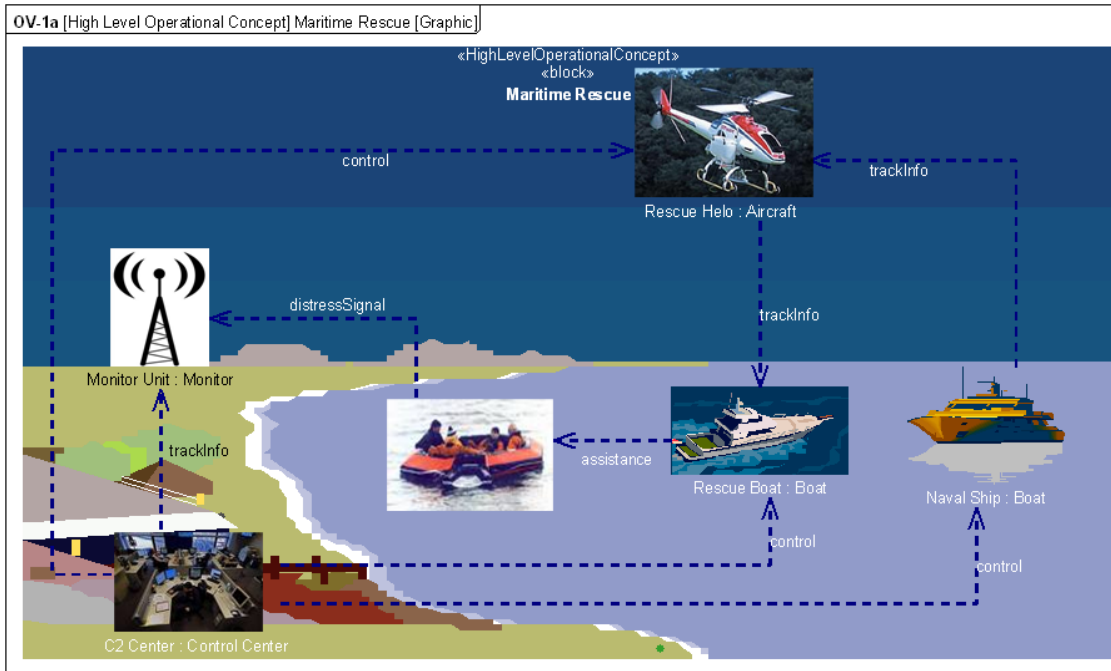 OV-1a [High Level Operational Concept] Maritime Rescue [Graphic]
«HighLevelOperationalConcept»
«block»
Maritime Rescue
control
trackInfo
Rescue Helo : Aircraft
distressSignal
trackInfo
Monitor Unit : Monitor
trackInfo
assistance
Rescue Boat : Boat
Naval Ship : Boat
control
control
C2 Center : Control Center